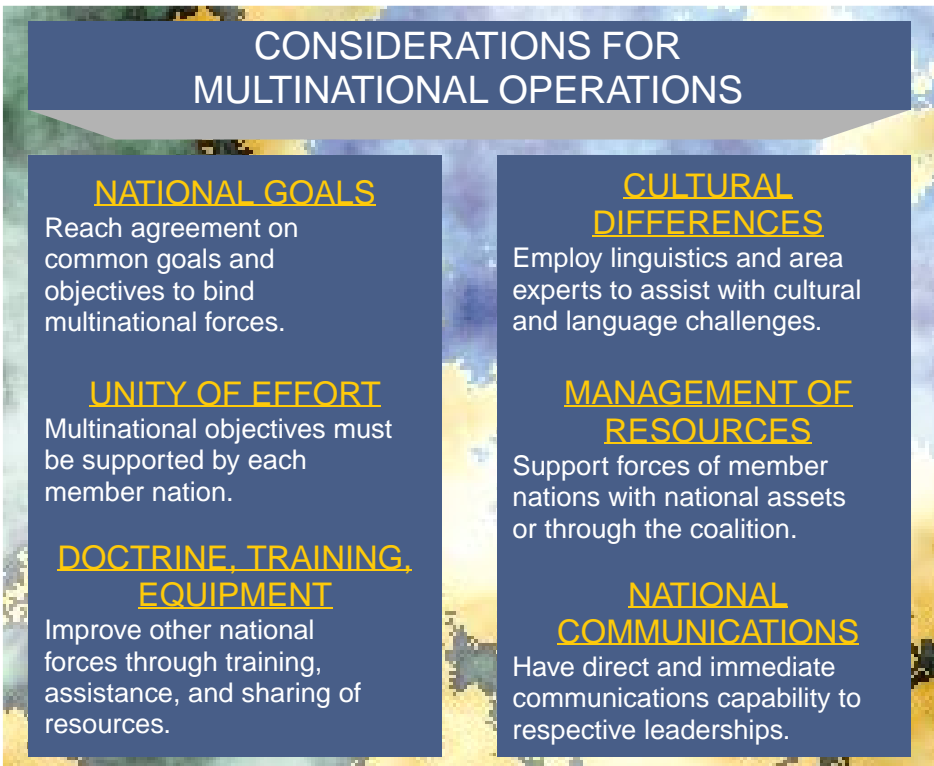 CONSIDERATIONS FOR
MULTINATIONAL OPERATIONS
NATIONAL GOALS
Reach agreement on
common goals and
objectives to bind
multinational forces.
UNITY OF EFFORT
Multinational objectives must
be supported by each
member nation.
DOCTRINE, TRAINING,
EQUIPMENT
Improve other national
forces through training,
assistance, and sharing of
resources.
CULTURAL
DIFFERENCES
Employ linguistics and area
experts to assist with cultural
and language challenges.
MANAGEMENT OF
RESOURCES
Support forces of member
nations with national assets
or through the coalition.
NATIONAL
COMMUNICATIONS
Have direct and immediate
communications capability to
respective leaderships.